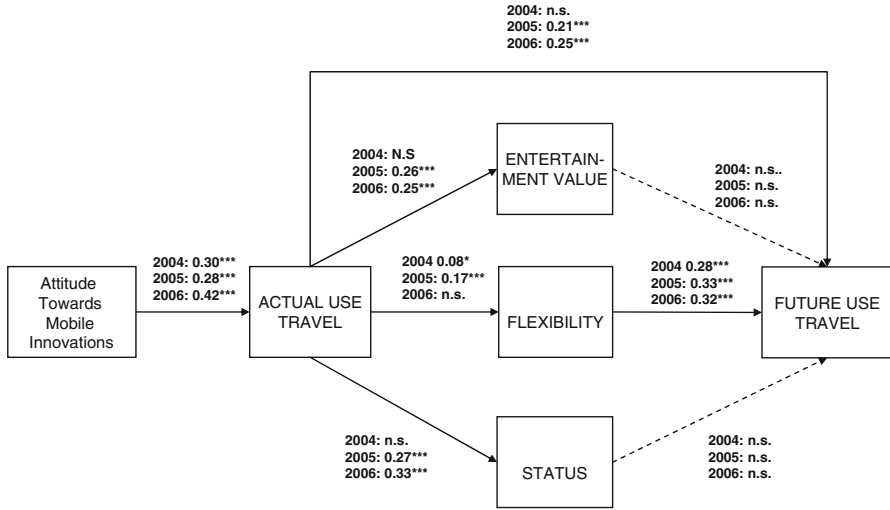 2004: n.s.
2005: 0.21***
2006: 0.25***
2004: N.S
2005: 0.26***
2006: 0.25***
ENTERTAIN-
MENT VALUE
2004: n.s..
2005: n.s.
2006: n.s.
Attitude
Towards
Mobile
Innovations
2004: 0.30***
2005: 0.28***
2006: 0.42***
ACTUAL USE
TRAVEL
2004 0.08*
2005: 0.17***
2006: n.s.
FLEXIBILITY
2004 0.28***
2005: 0.33***
2006: 0.32***
FUTURE USE
TRAVEL
2004: n.s.
2005: 0.27***
2006: 0.33***
STATUS
2004: n.s.
2005: n.s.
2006: n.s.